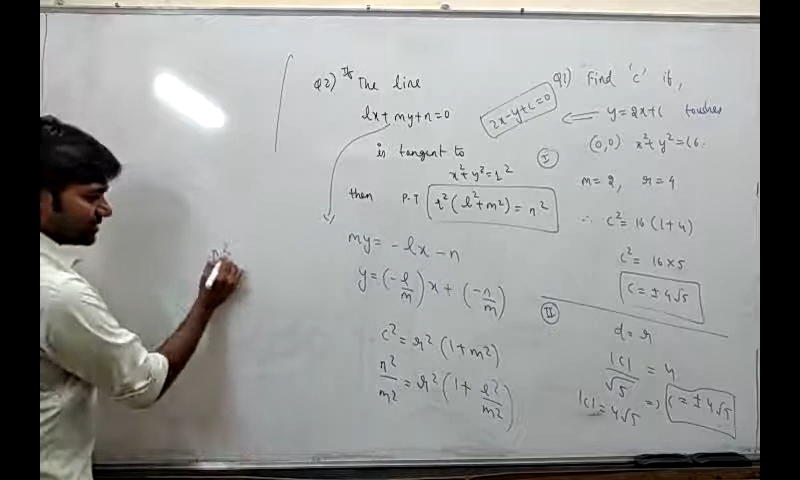 Q1) Find 'c' if,
y = 2x+c touches
2x-y+c=0
(0,0) x²+y²=16.
I
m=2, r=4
∴ c²=16(1+4)
c²= 16×5
c=±4√5
II
d=r
|c|/√5 = 4
|c|=4√5 => c=±4√5
Q2) If The line
lx+my+n=0
is tangent to
x²+y²=r²
then P.T r²(l²+m²)=n²
my = -lx-n
y=(-l/m)x+(-n/m)
c²=r²(1+m²)
n²/m²=r²(1+l²/m²)
n²